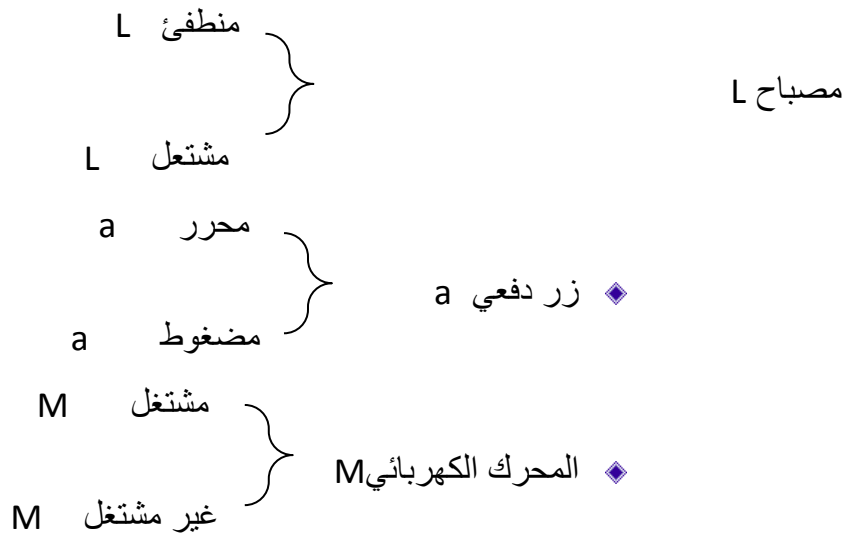 منطفئ L
مصباح L
مشتعل L
محرر a
زر دفعي a
مضغوط a
مشتغل M
المحرك الكهربائيM
غير مشتغل M